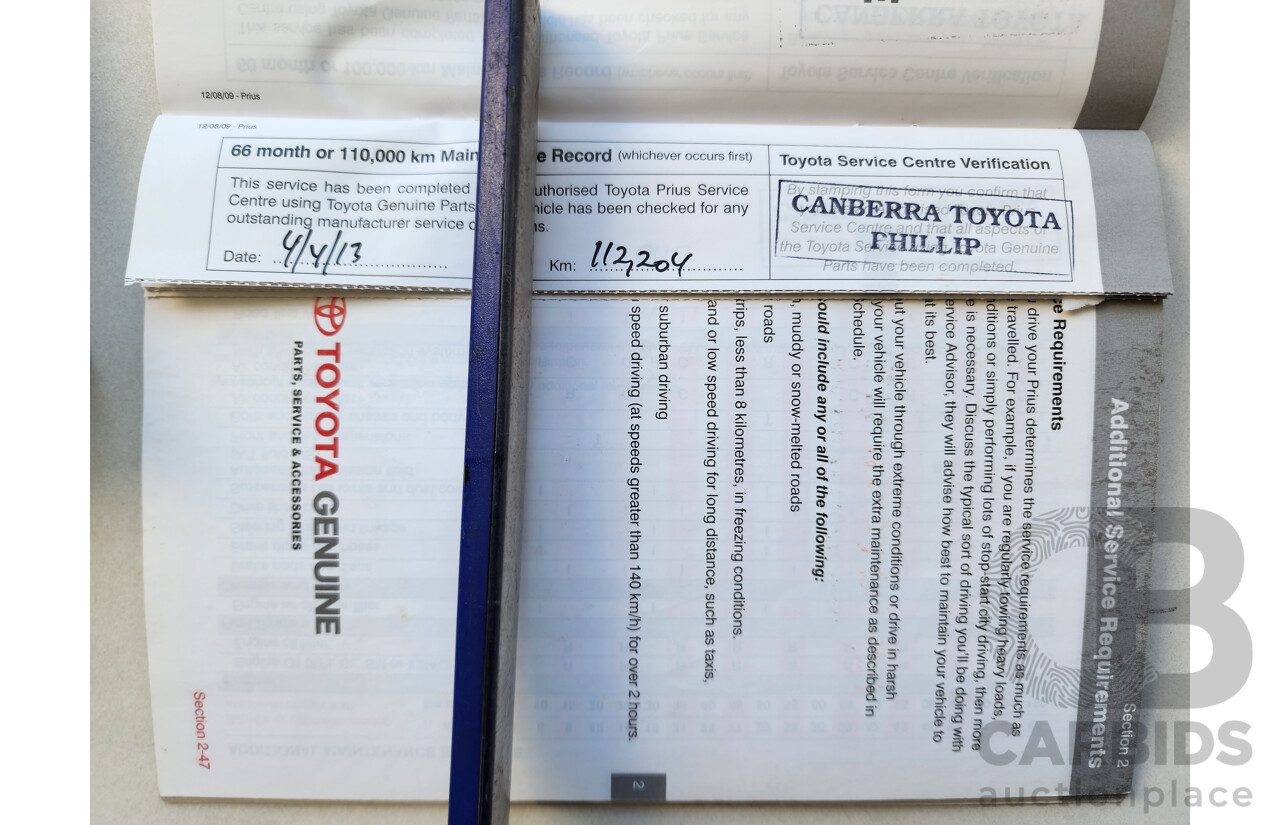 12/08/09 - Prius
12/08/09 - Prius
66 month or 110,000 km Main e Record (whichever occurs first)
This service has been completed uthorised Toyota Prius Service
Centre using Toyota Genuine Parts hicle has been checked for any
outstanding manufacturer service ns.
Date: 4/4/13 Km: 112,204
Toyota Service Centre Verification
By stamping this form you confirm that
CANBERRA TOYOTA
PHILLIP
Service Centre and that all aspects of
the Toyota Genuine
Parts have been completed.
Section 2
Additional Service Requirements
e Requirements
drive your Prius determines the service requirements as much as
travelled. For example, if you are regularly towing heavy loads,
nditions or simply performing lots of stop-start city driving, then more
e is necessary. Discuss the typical sort of driving you'll be doing with
ervice Advisor, they will advise how best to maintain your vehicle to
t its best.
ut your vehicle through extreme conditions or drive in harsh
your vehicle will require the extra maintenance as described in
chedule.
ould include any or all of the following:
, muddy or snow-melted roads
roads
trips, less than 8 kilometres, in freezing conditions.
and or low speed driving for long distance, such as taxis,
suburban driving
speed driving (at speeds greater than 140 km/h) for over 2 hours.
2
TOYOTA GENUINE
PARTS, SERVICE & ACCESSORIES
Section 2-47
CB
CARBIDS
auctionplace